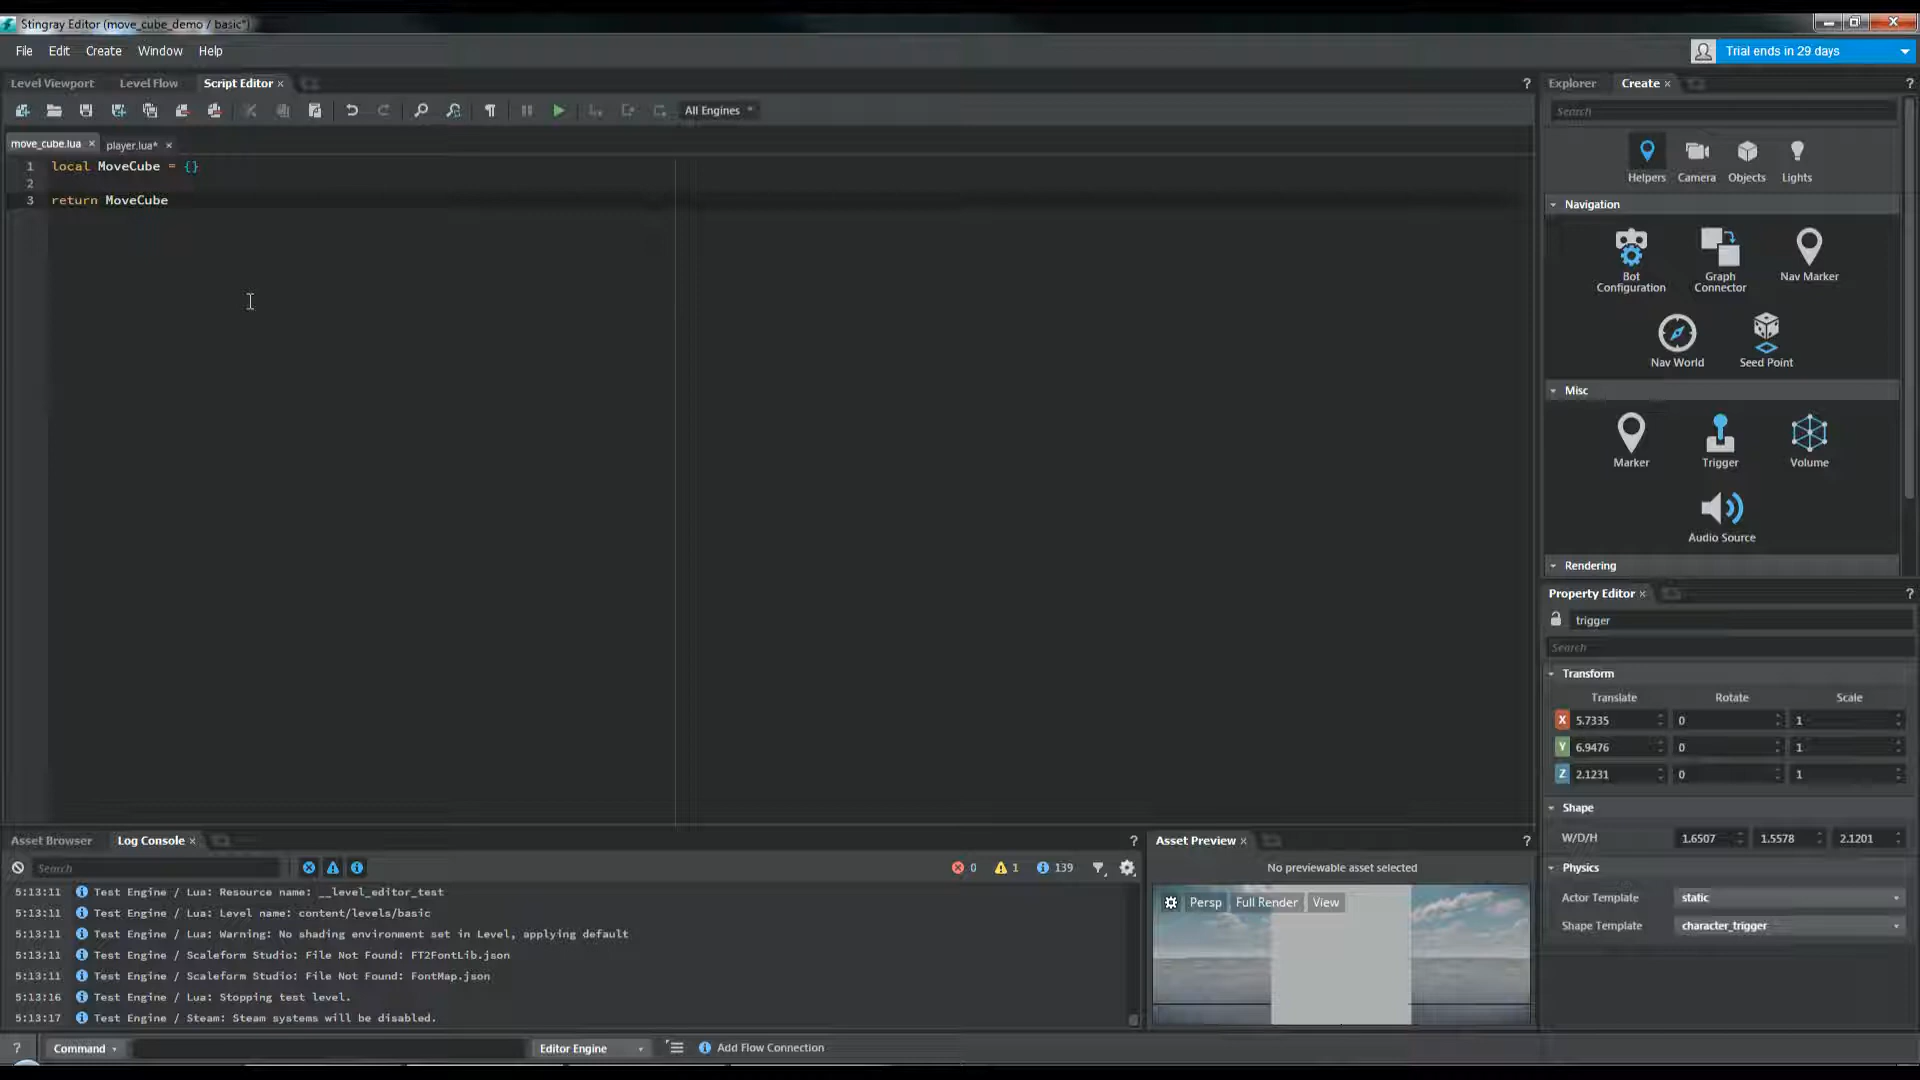 Stingray Editor (move_cube_demo / basic*)
File Edit Create Window Help
Trial ends in 29 days
Level Viewport Level Flow Script Editor × ?
All Engines
move_cube.lua × player.lua* ×
1 local MoveCube = {}
2
3 return MoveCube
Explorer Create × ?
Search
Helpers Camera Objects Lights
Navigation
Bot Configuration
Graph Connector
Nav Marker
Nav World
Seed Point
Misc
Marker Trigger Volume
Audio Source
Rendering
Property Editor × ?
trigger
Search
Transform
Translate Rotate Scale
X 5.7335 0 1
Y 6.9476 0 1
Z 2.1231 0 1
Shape
W/D/H 1.6507 1.5578 2.1201
Physics
Actor Template static
Shape Template character_trigger
Asset Browser Log Console × ?
Search
0 1 139
5:13:11 Test Engine / Lua: Resource name: __level_editor_test
5:13:11 Test Engine / Lua: Level name: content/levels/basic
5:13:11 Test Engine / Lua: Warning: No shading environment set in Level, applying default
5:13:11 Test Engine / Scaleform Studio: File Not Found: FT2FontLib.json
5:13:11 Test Engine / Scaleform Studio: File Not Found: FontMap.json
5:13:16 Test Engine / Lua: Stopping test level.
5:13:17 Test Engine / Steam: Steam systems will be disabled.
Asset Preview × ?
No previewable asset selected
Persp Full Render View
? Command Editor Engine Add Flow Connection